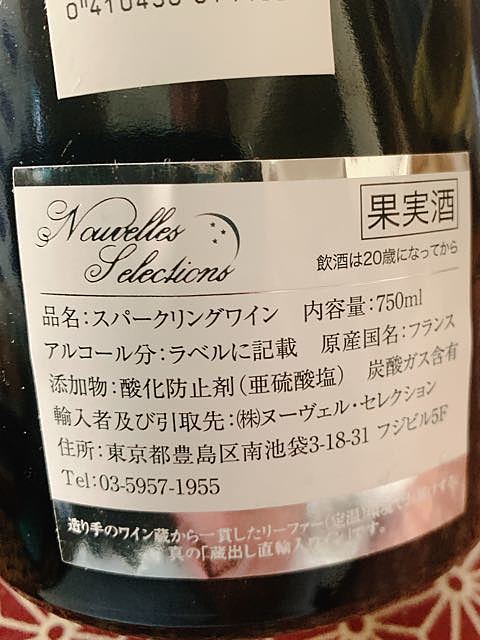 Nouvelles
Selections
果実酒
飲酒は20歳になってから
品名:スパークリングワイン 内容量:750ml
アルコール分:ラベルに記載 原産国名:フランス
添加物:酸化防止剤(亜硫酸塩) 炭酸ガス含有
輸入者及び引取先:(株)ヌーヴェル・セレクション
住所:東京都豊島区南池袋3-18-31 フジビル5F
Tel:03-5957-1955
造り手のワイン蔵から一貫したリーファー(定温)環境で
真の「蔵出し直輸入ワイン」です。